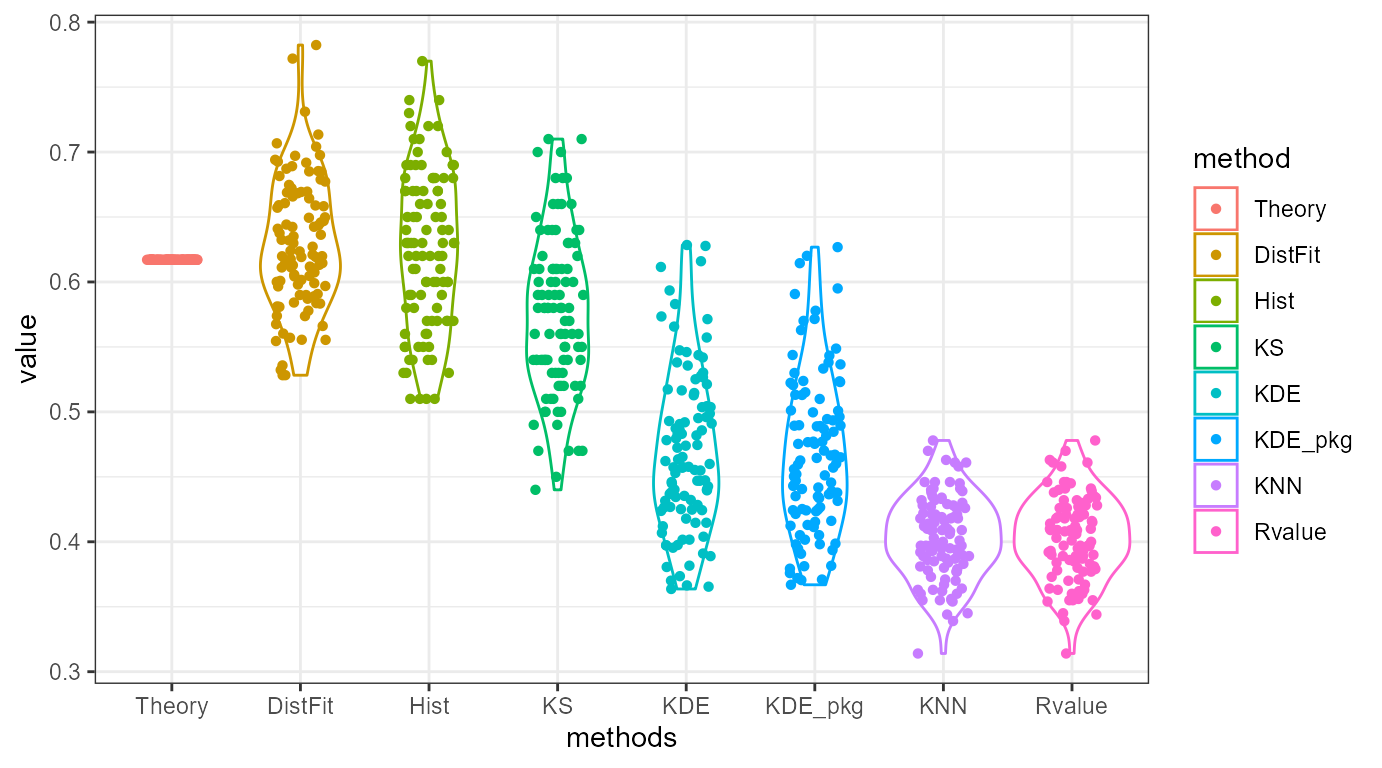 value
0.8
0.7
0.6
0.5
0.4
0.3
Theory DistFit Hist KS KDE KDE_pkg KNN Rvalue
methods
method
Theory
DistFit
Hist
KS
KDE
KDE_pkg
KNN
Rvalue